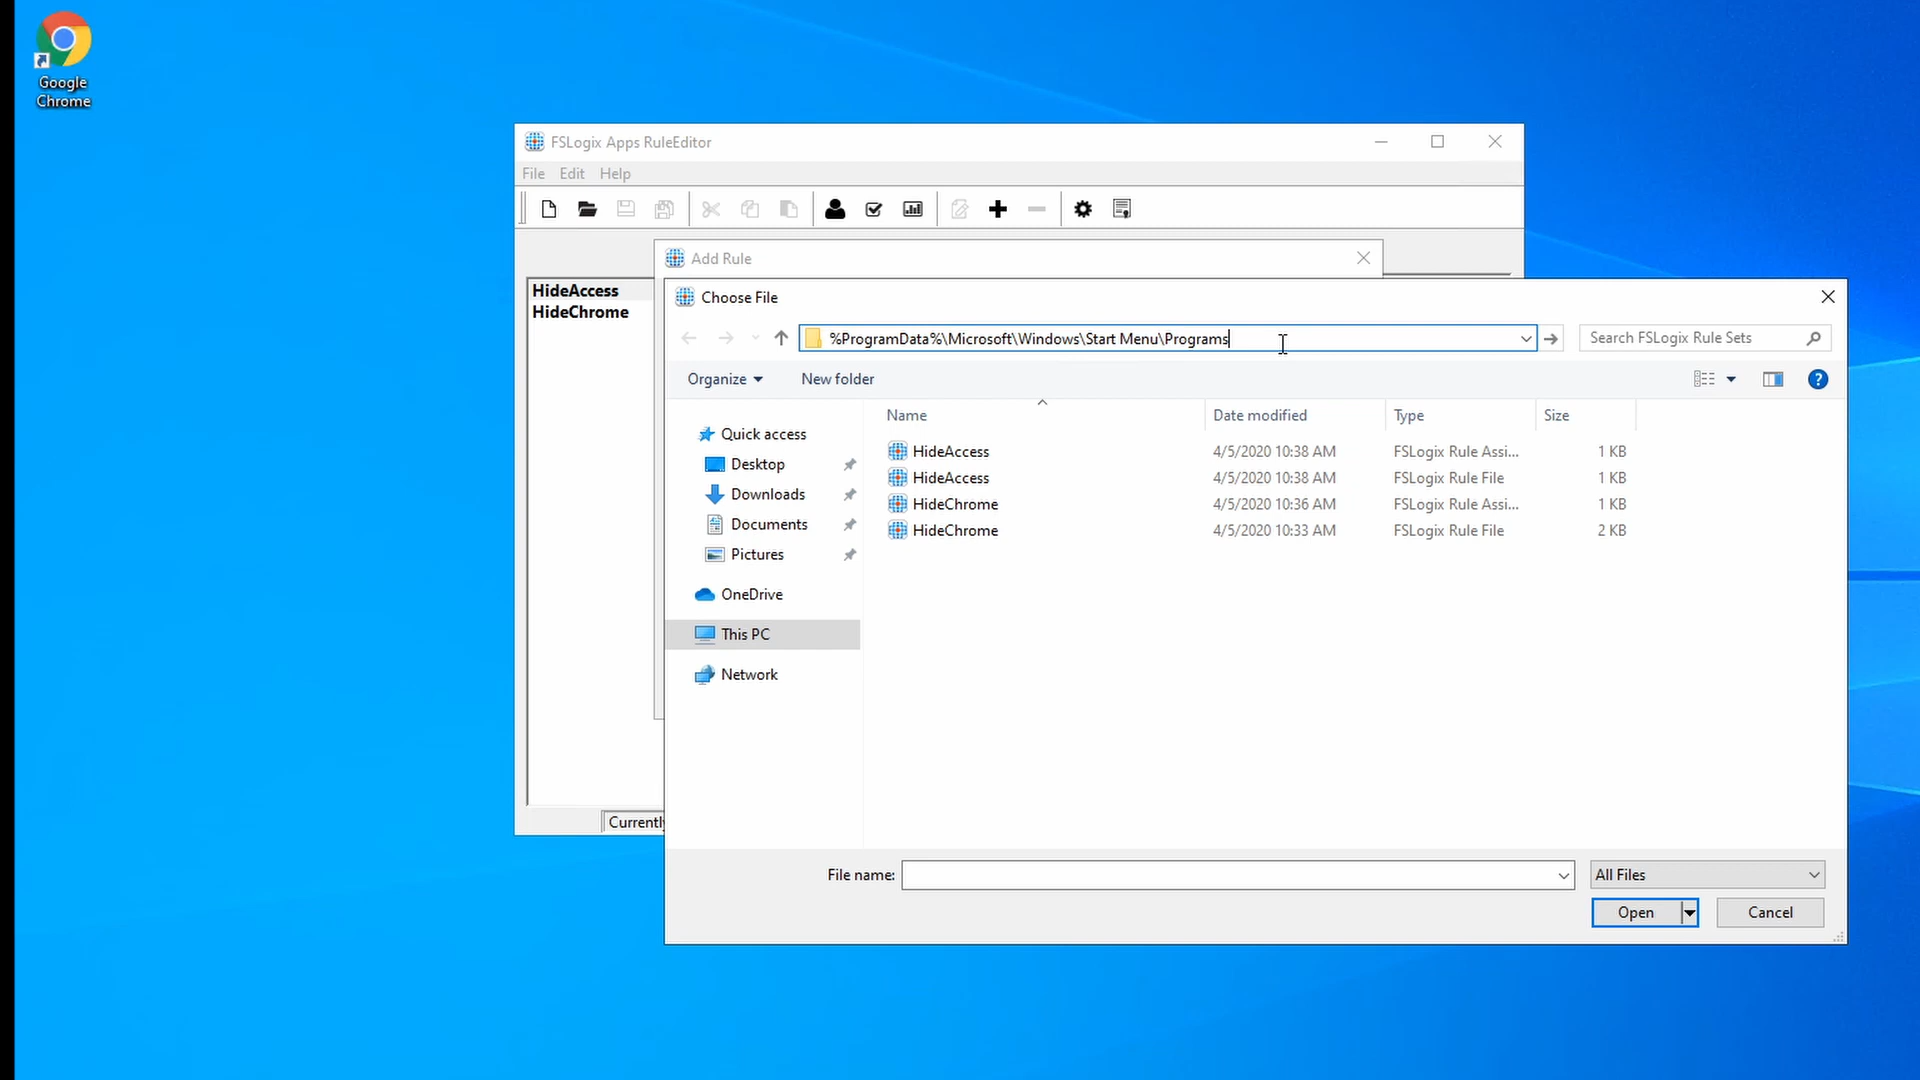 Google
Chrome
FSLogix Apps RuleEditor
File Edit Help
Add Rule
HideAccess
HideChrome
Choose File
%ProgramData%\Microsoft\Windows\Start Menu\Programs
Search FSLogix Rule Sets
Organize New folder
Name Date modified Type Size
Quick access
Desktop
Downloads
Documents
Pictures
OneDrive
This PC
Network
HideAccess 4/5/2020 10:38 AM FSLogix Rule Assi... 1 KB
HideAccess 4/5/2020 10:38 AM FSLogix Rule File 1 KB
HideChrome 4/5/2020 10:36 AM FSLogix Rule Assi... 1 KB
HideChrome 4/5/2020 10:33 AM FSLogix Rule File 2 KB
Currently
File name: All Files
Open Cancel